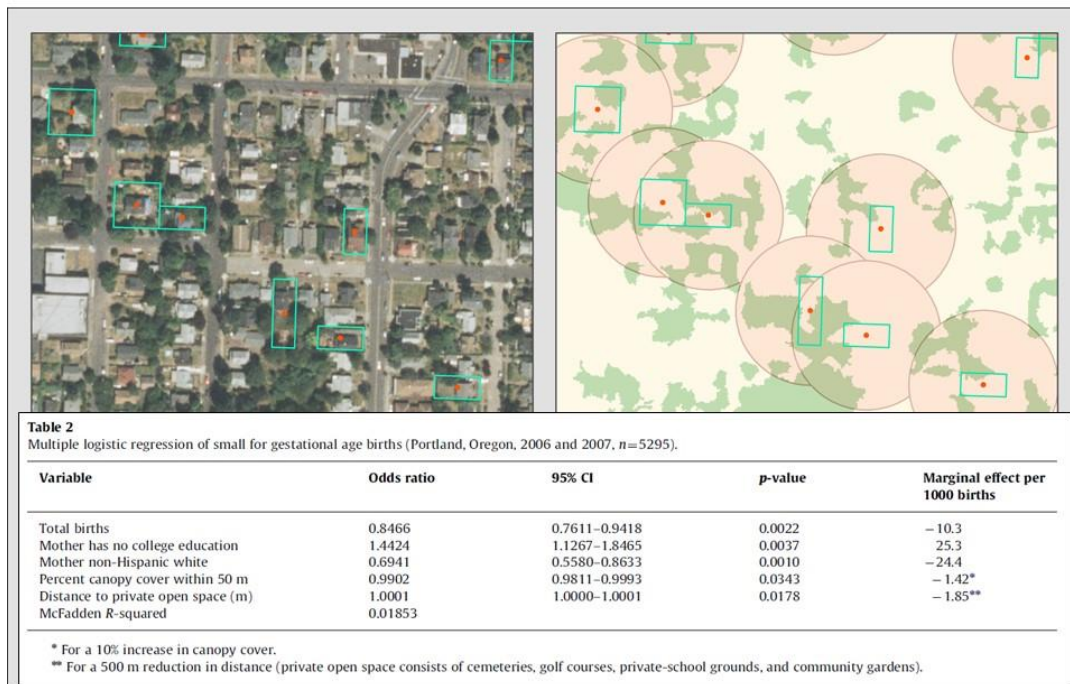 Table 2
Multiple logistic regression of small for gestational age births (Portland, Oregon, 2006 and 2007, n=5295).
Variable Odds ratio 95% CI p-value Marginal effect per
1000 births
Total births 0.8466 0.7611–0.9418 0.0022 −10.3
Mother has no college education 1.4424 1.1267–1.8465 0.0037 25.3
Mother non-Hispanic white 0.6941 0.5580–0.8633 0.0010 −24.4
Percent canopy cover within 50 m 0.9902 0.9811–0.9993 0.0343 −1.42*
Distance to private open space (m) 1.0001 1.0000–1.0001 0.0178 −1.85**
McFadden R-squared 0.01853
* For a 10% increase in canopy cover.
** For a 500 m reduction in distance (private open space consists of cemeteries, golf courses, private-school grounds, and community gardens).